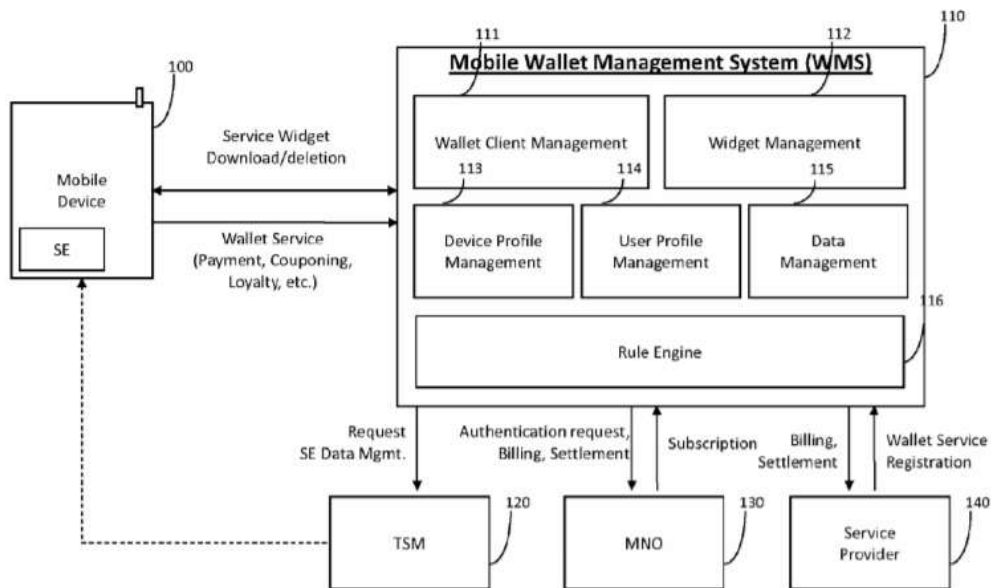 110
111
112
Mobile Wallet Management System (WMS)
100
Wallet Client Management
Widget Management
Service Widget
Download/deletion
Mobile
Device
SE
113
114
115
Device Profile
Management
User Profile
Management
Data
Management
Wallet Service
(Payment, Couponing,
Loyalty, etc.)
116
Rule Engine
Request
SE Data Mgmt.
Authentication request,
Billing, Settlement
Subscription
Billing,
Settlement
Wallet Service
Registration
120
130
140
TSM
MNO
Service
Provider